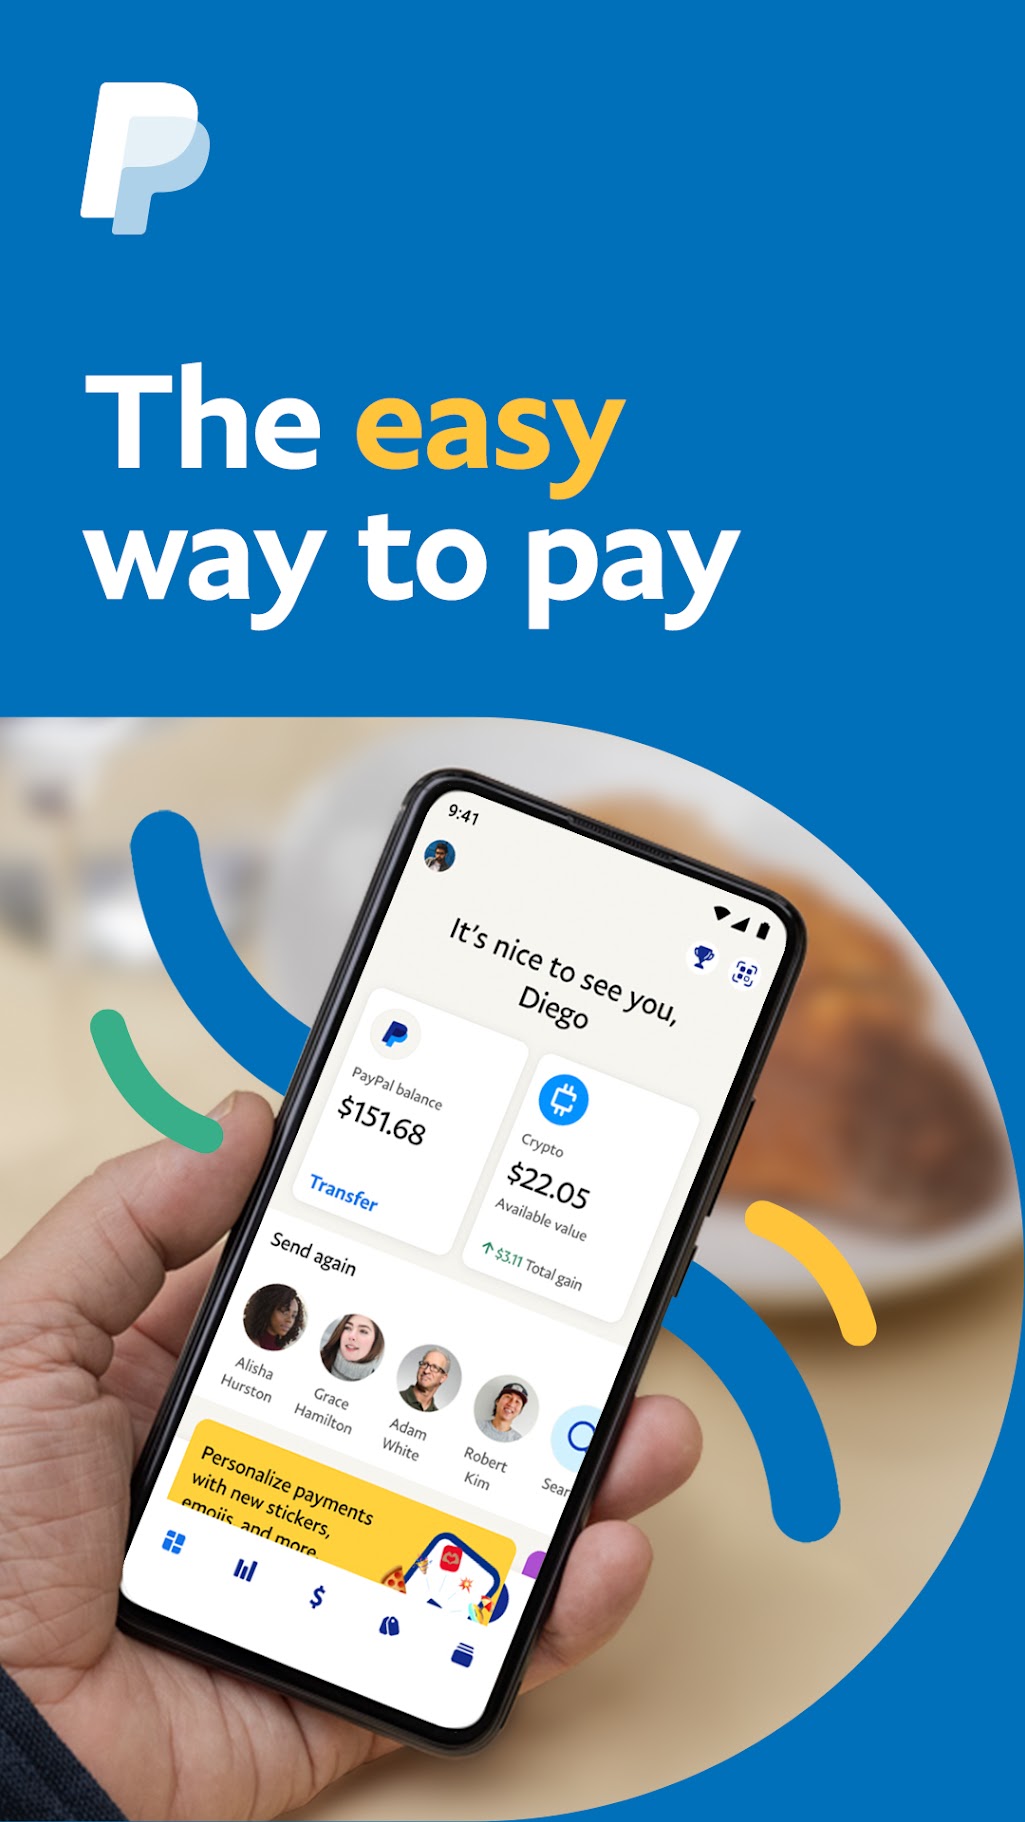 The easy
way to pay
9:41
It's nice to see you,
Diego
PayPal balance
$151.68
Transfer
Crypto
$22.05
Available value
↑ $3.11 Total gain
Send again
Alisha
Hurston
Grace
Hamilton
Adam
White
Robert
Kim
Sear
Personalize payments
with new stickers,
emojis, and more.